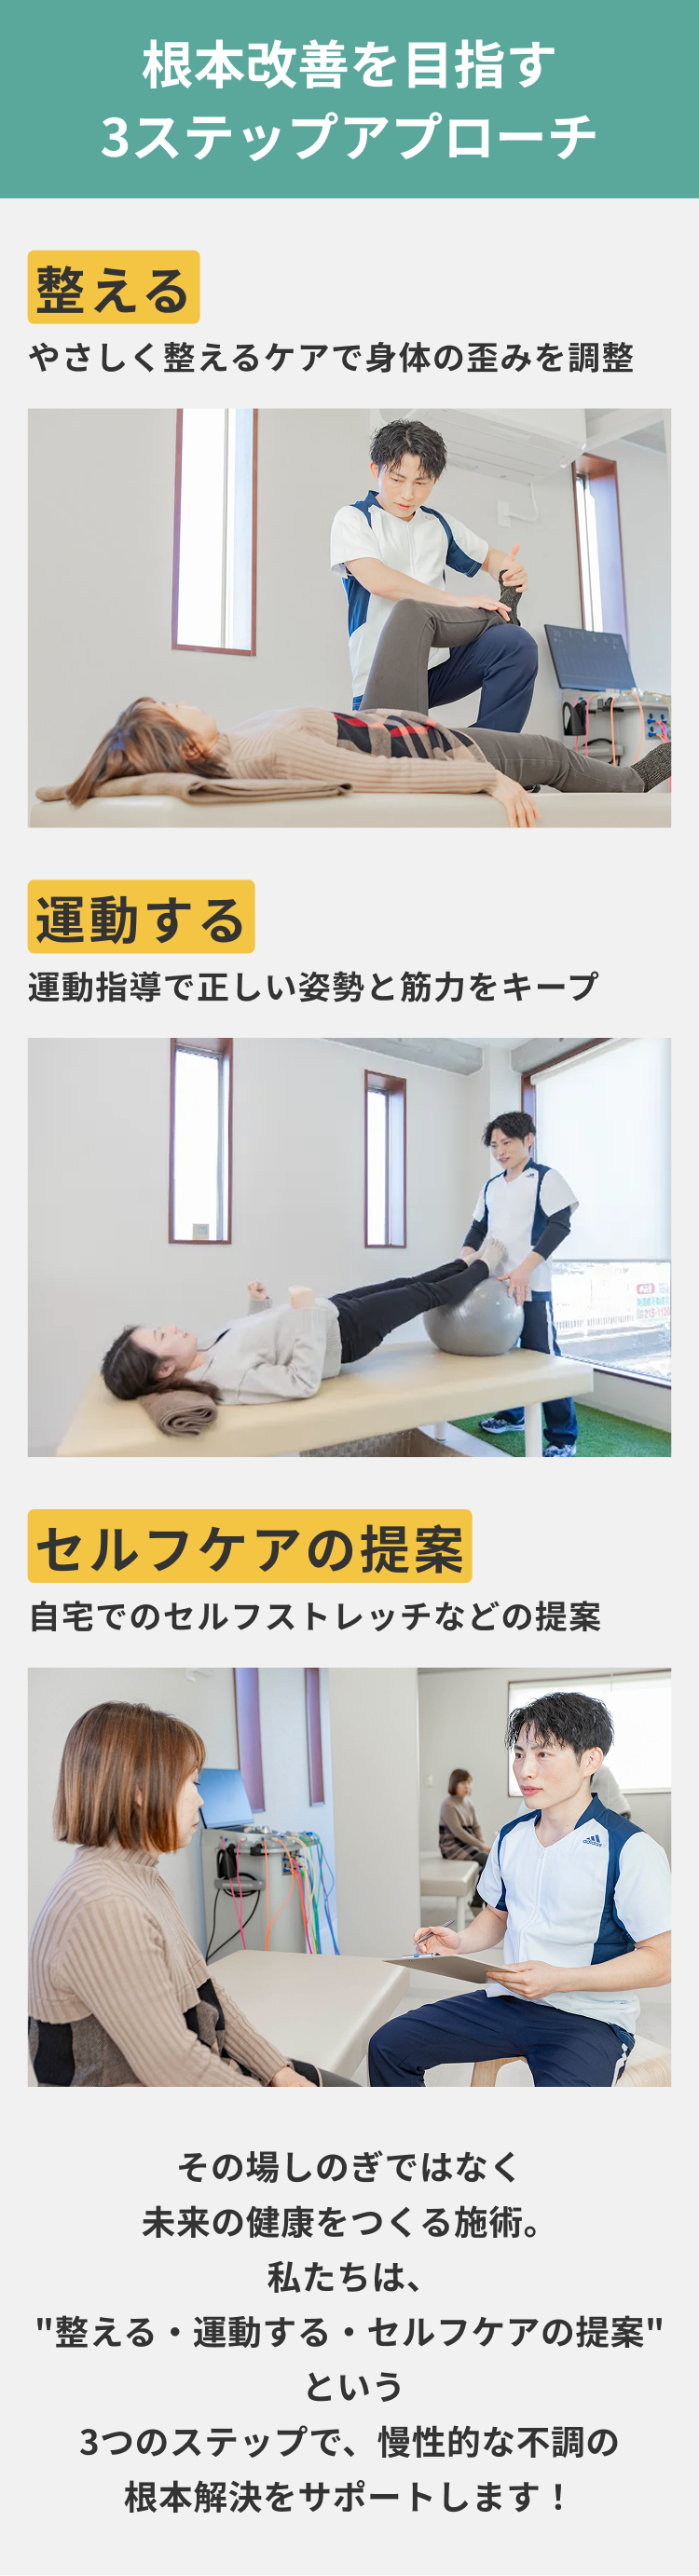 根本改善を目指す
3ステップアプローチ
整える
やさしく整えるケアで身体の歪みを調整
運動する
運動指導で正しい姿勢と筋力をキープ
セルフケアの提案
自宅でのセルフストレッチなどの提案
adidas
その場しのぎではなく
未来の健康をつくる施術。
私たちは、
"整える・運動する・セルフケアの提案"
という
3つのステップで、慢性的な不調の
根本解決をサポートします！